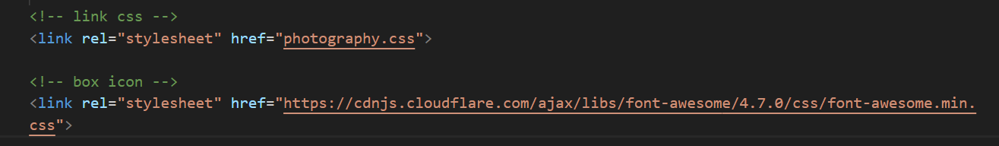 <!-- link css -->
<link rel="stylesheet" href="photography.css">
<!-- box icon -->
<link rel="stylesheet" href="https://cdnjs.cloudflare.com/ajax/libs/font-awesome/4.7.0/css/font-awesome.min.
css">